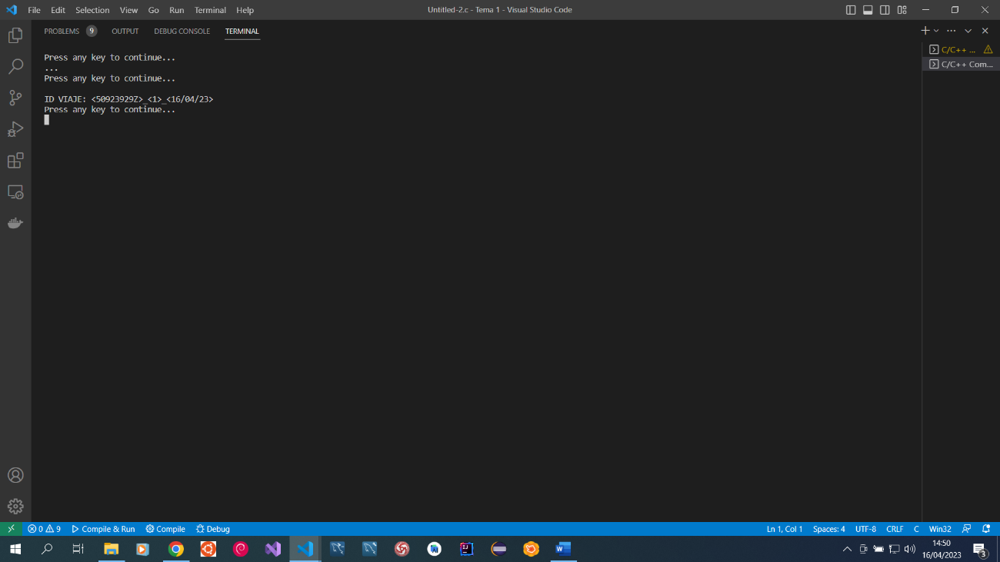 File Edit Selection View Go Run Terminal Help
Untitled-2.c - Tema 1 - Visual Studio Code
PROBLEMS 9 OUTPUT DEBUG CONSOLE TERMINAL
Press any key to continue...
...
Press any key to continue...
ID VIAJE: <50923929Z>_<1>_<16/04/23>
Press any key to continue...
C/C++ ...
C/C++ Com...
0 9 Compile & Run Compile Debug
Ln 1, Col 1 Spaces: 4 UTF-8 CRLF C Win32
14:50
16/04/2023
3